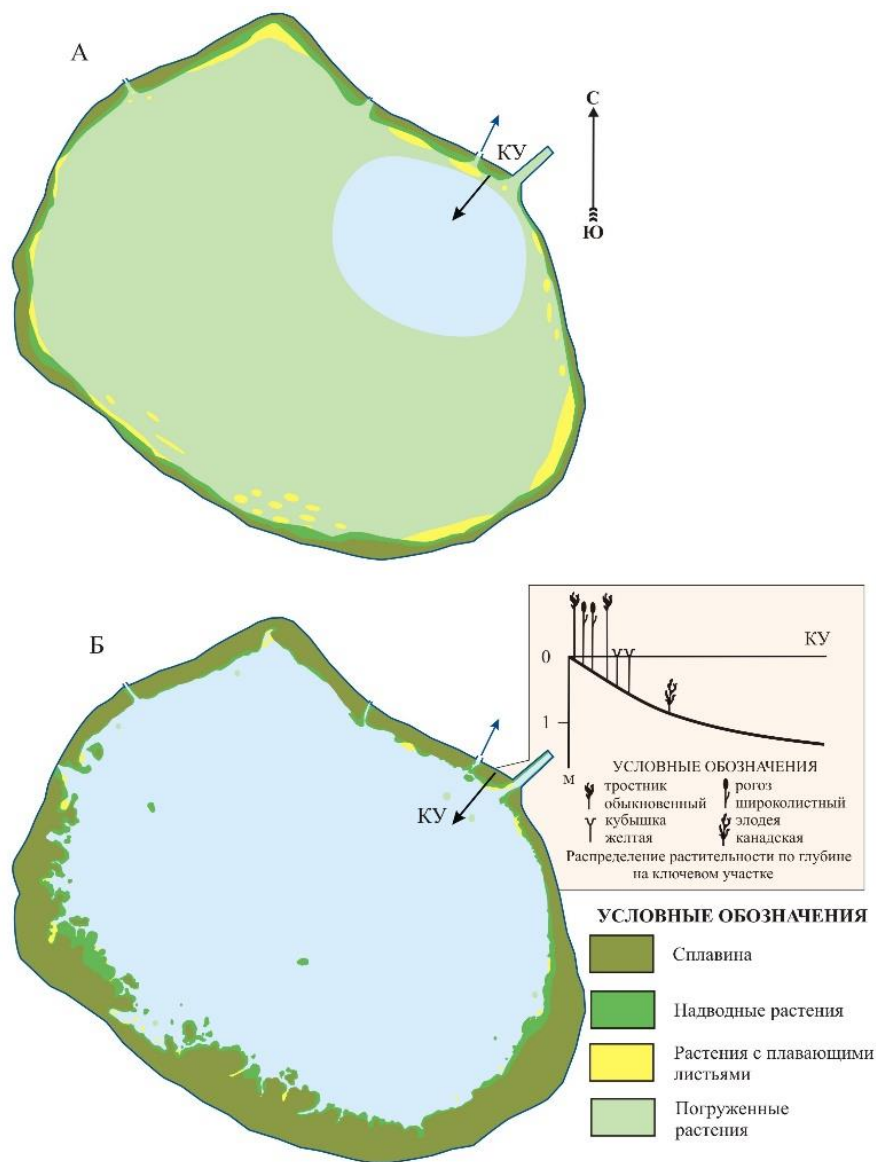 А
С
КУ
Ю
Б
КУ
0
1
м
УСЛОВНЫЕ ОБОЗНАЧЕНИЯ
тростник обыкновенный
рогоз широколистный
кубышка желтая
элодея канадская
Распределение растительности по глубине
на ключевом участке
КУ
УСЛОВНЫЕ ОБОЗНАЧЕНИЯ
Сплавина
Надводные растения
Растения с плавающими
листьями
Погруженные
растения